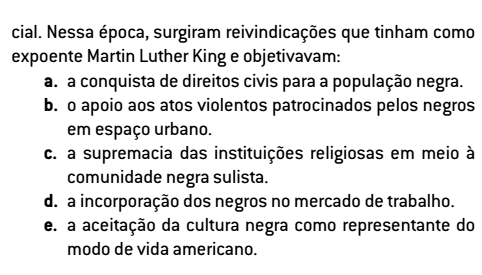 cial. Nessa época, surgiram reivindicações que tinham como
expoente Martin Luther King e objetivavam:
a. a conquista de direitos civis para a população negra.
b. o apoio aos atos violentos patrocinados pelos negros
em espaço urbano.
c. a supremacia das instituições religiosas em meio à
comunidade negra sulista.
d. a incorporação dos negros no mercado de trabalho.
e. a aceitação da cultura negra como representante do
modo de vida americano.